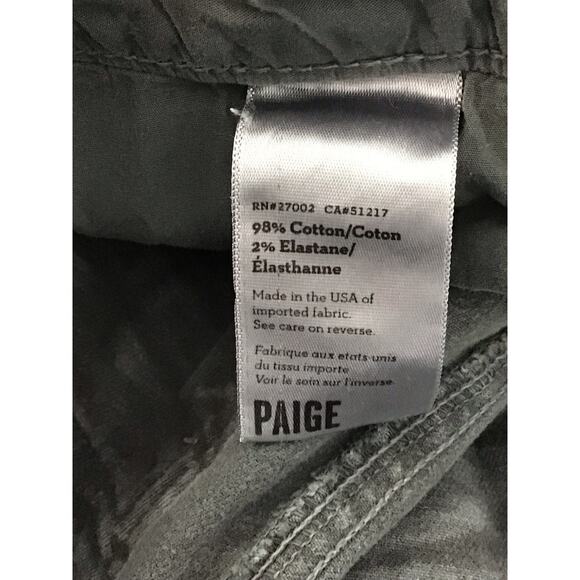 RN#27002 CA#51217
98% Cotton/Coton
2% Elastane/
Élasthanne
Made in the USA of
imported fabric.
See care on reverse.
Fabrique aux etats-unis
du tissu importe
Voir le soin sur l'inverse.
PAIGE